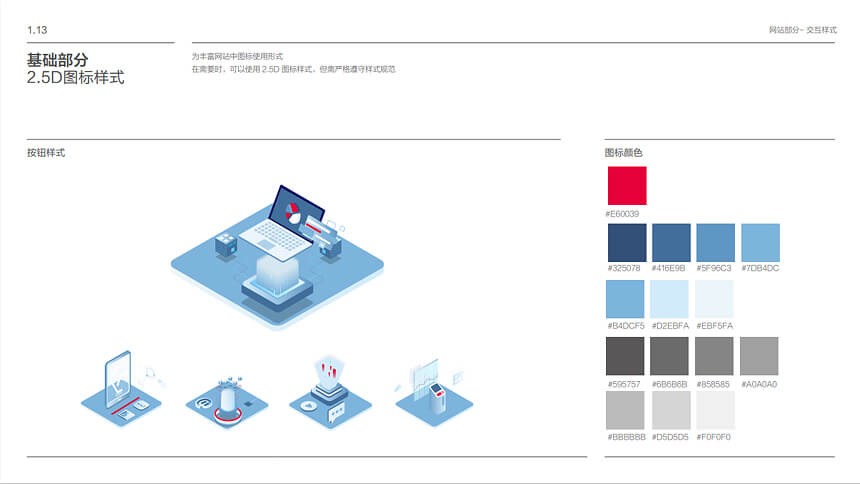 1.13
网站部分- 交互样式
基础部分
2.5D图标样式
为丰富网站中图标使用形式
在需要时，可以使用 2.5D 图标样式，但需严格遵守样式规范
按钮样式
图标颜色
#E60039
#325078 #416E9B #5F96C3 #7DB4DC
#B4DCF5 #D2EBFA #EBF5FA
#595757 #6B6B6B #858585 #A0A0A0
#BBBBBB #D5D5D5 #F0F0F0